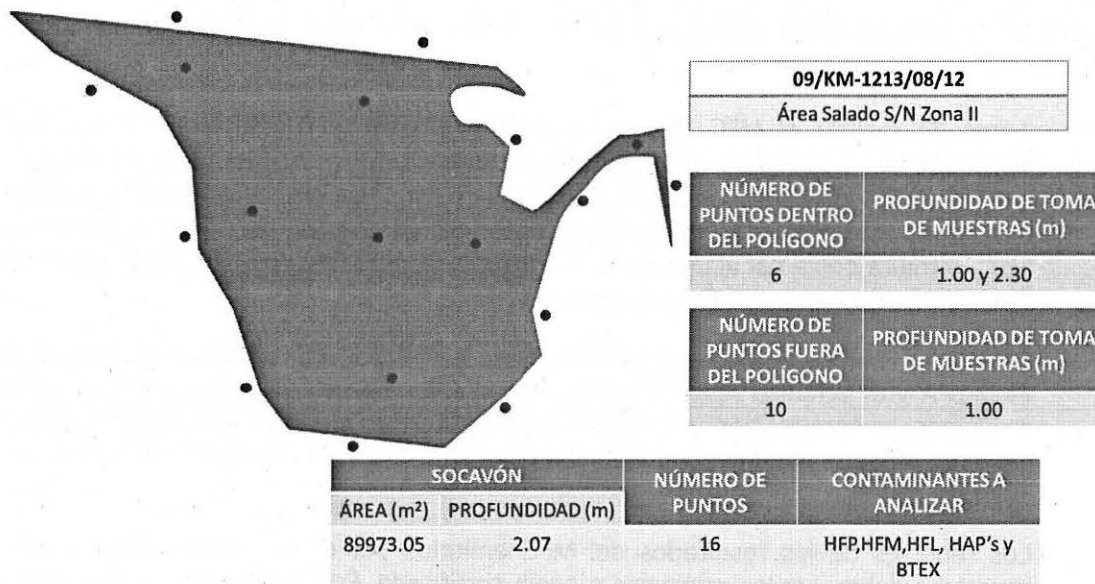 09/KM-1213/08/12
Área Salado S/N Zona II
NÚMERO DE PUNTOS DENTRO DEL POLÍGONO
PROFUNDIDAD DE TOMA DE MUESTRAS (m)
6
1.00 y 2.30
NÚMERO DE PUNTOS FUERA DEL POLÍGONO
PROFUNDIDAD DE TOMA DE MUESTRAS (m)
10
1.00
SOCAVÓN
NÚMERO DE PUNTOS
CONTAMINANTES A ANALIZAR
ÁREA (m²)
PROFUNDIDAD (m)
89973.05
2.07
16
HFP,HFM,HFL, HAP's y BTEX